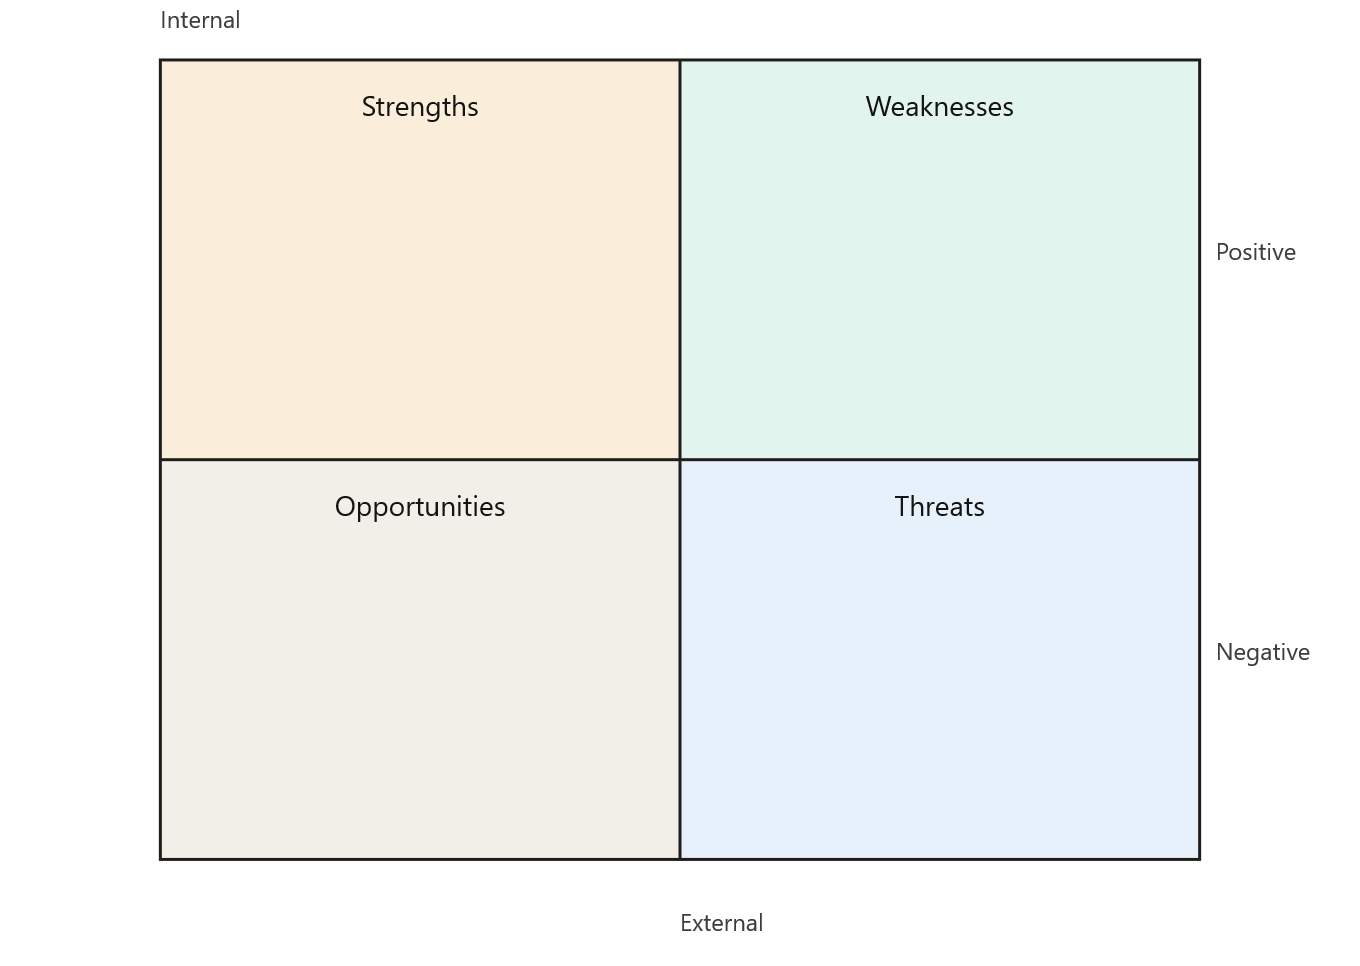 Internal
Strengths
Weaknesses
Positive
Opportunities
Threats
Negative
External